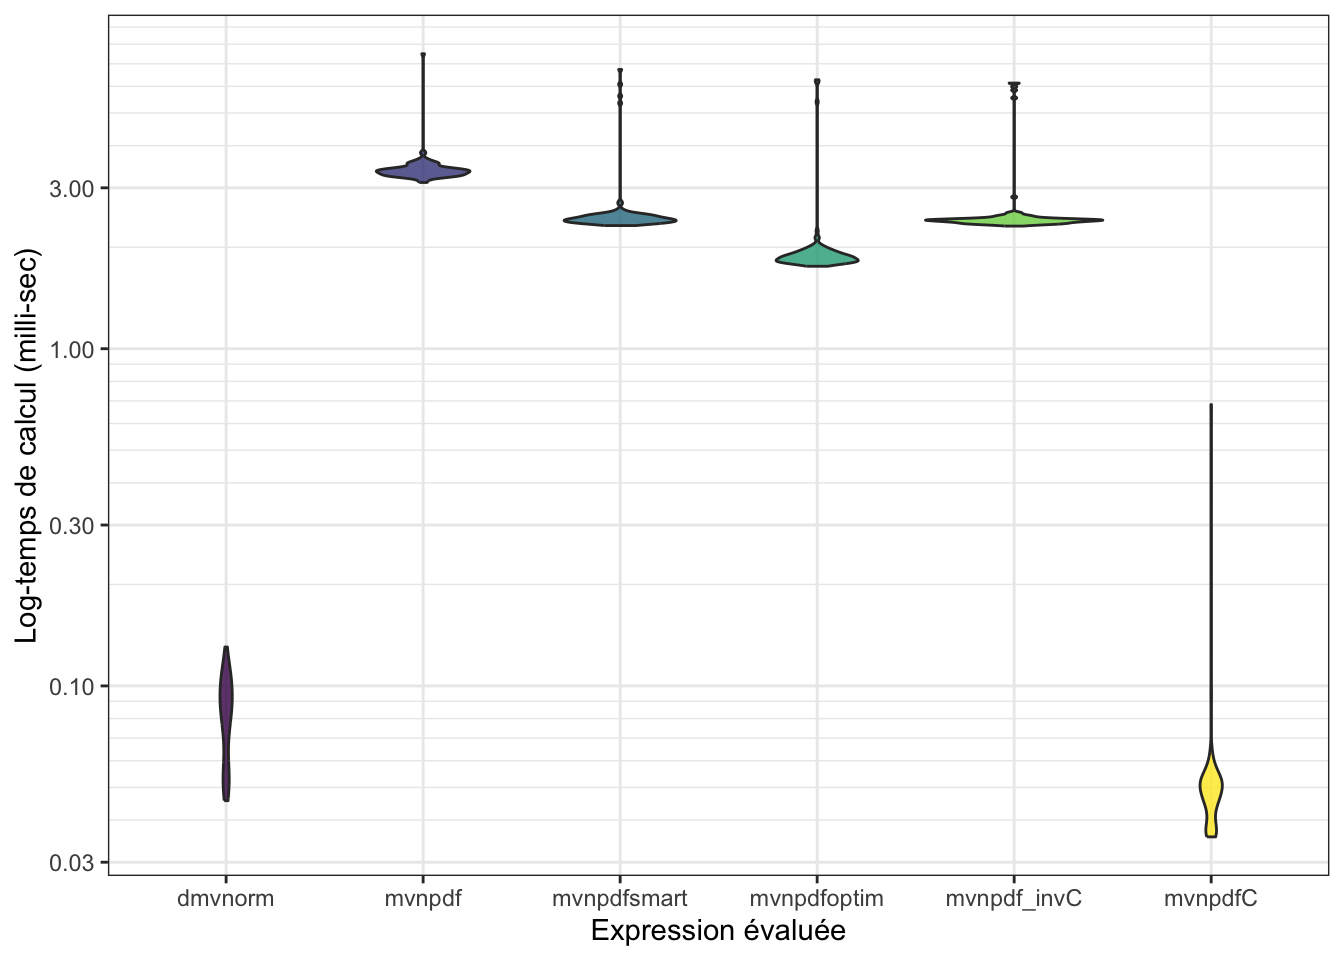 Log-temps de calcul (milli-sec)
3.00
1.00
0.30
0.10
0.03
dmvnorm mvnpdf mvnpdfsmart mvnpdfoptim mvnpdf_invC mvnpdfC
Expression évaluée